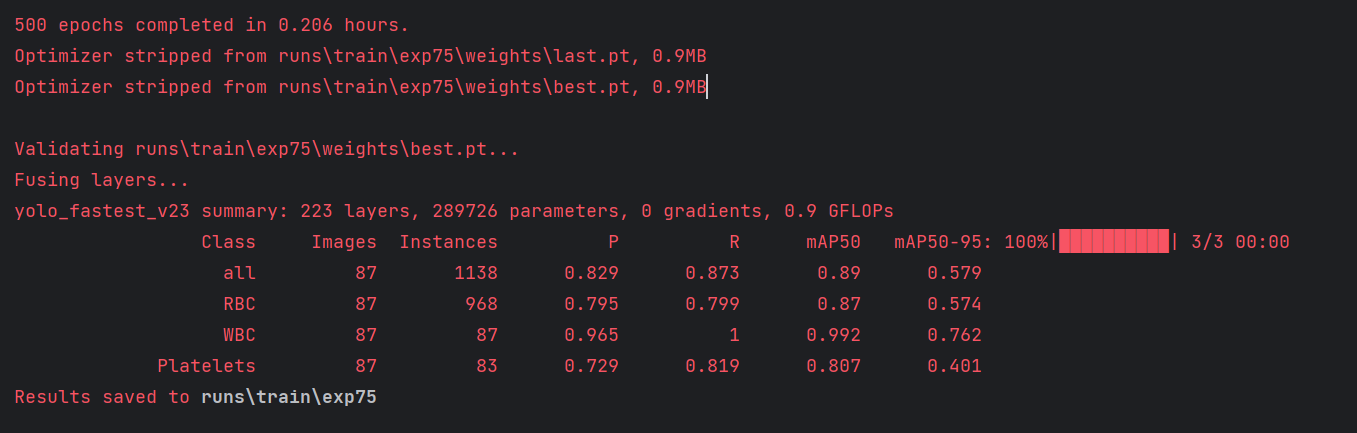 500 epochs completed in 0.206 hours.
Optimizer stripped from runs\train\exp75\weights\last.pt, 0.9MB
Optimizer stripped from runs\train\exp75\weights\best.pt, 0.9MB
Validating runs\train\exp75\weights\best.pt...
Fusing layers...
yolo_fastest_v23 summary: 223 layers, 289726 parameters, 0 gradients, 0.9 GFLOPs
Class Images Instances P R mAP50 mAP50-95: 100%|██████████| 3/3 00:00
all 87 1138 0.829 0.873 0.89 0.579
RBC 87 968 0.795 0.799 0.87 0.574
WBC 87 87 0.965 1 0.992 0.762
Platelets 87 83 0.729 0.819 0.807 0.401
Results saved to runs\train\exp75